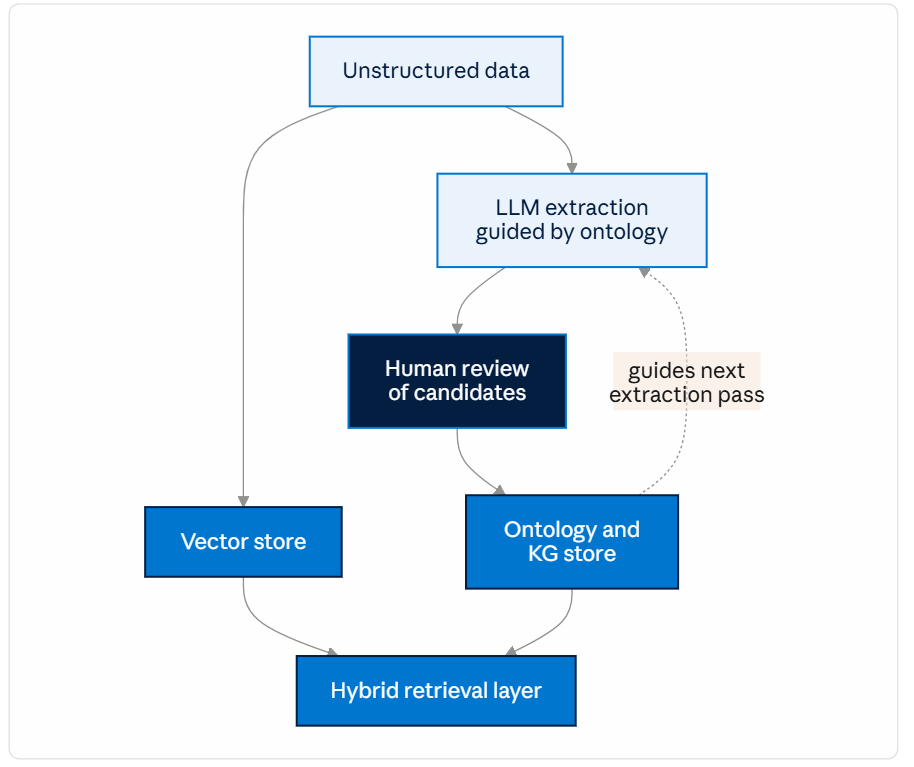 Unstructured data
LLM extraction
guided by ontology
Human review
of candidates
guides next
extraction pass
Vector store
Ontology and
KG store
Hybrid retrieval layer